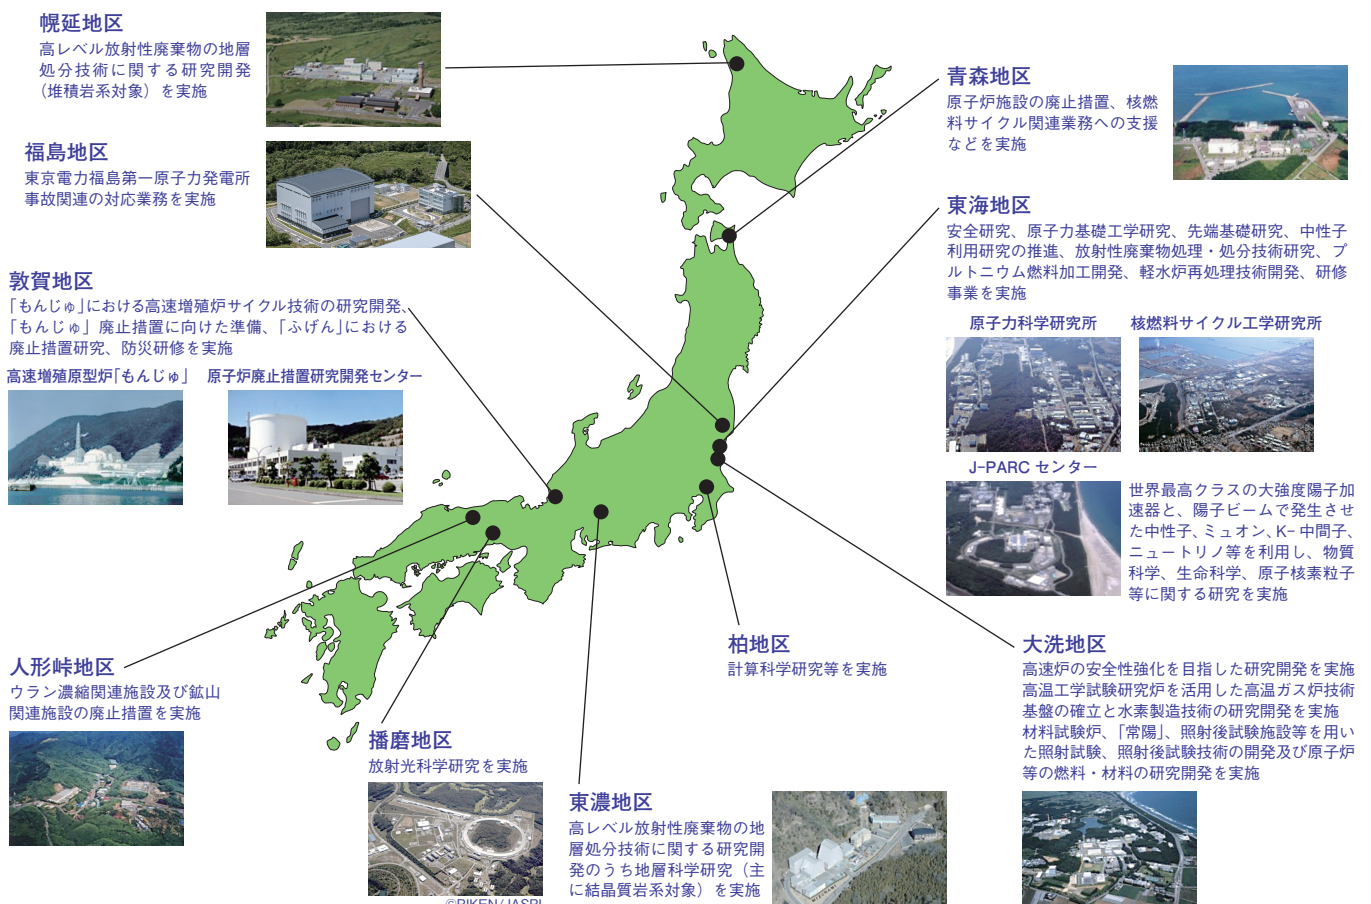 幌延地区
高レベル放射性廃棄物の地層
処分技術に関する研究開発
（堆積岩系対象）を実施
福島地区
東京電力福島第一原子力発電所
事故関連の対応業務を実施
敦賀地区
「もんじゅ」における高速増殖炉サイクル技術の研究開発、
「もんじゅ」廃止措置に向けた準備、「ふげん」における
廃止措置研究、防災研修を実施
高速増殖原型炉「もんじゅ」
原子炉廃止措置研究開発センター
人形峠地区
ウラン濃縮関連施設及び鉱山
関連施設の廃止措置を実施
播磨地区
放射光科学研究を実施
©RIKEN/JASRI
東濃地区
高レベル放射性廃棄物の地
層処分技術に関する研究開
発のうち地層科学研究（主
に結晶質岩系対象）を実施
柏地区
計算科学研究等を実施
青森地区
原子炉施設の廃止措置、核燃
料サイクル関連業務への支援
などを実施
東海地区
安全研究、原子力基礎工学研究、先端基礎研究、中性子
利用研究の推進、放射性廃棄物処理・処分技術研究、プ
ルトニウム燃料加工開発、軽水炉再処理技術開発、研修
事業を実施
原子力科学研究所
核燃料サイクル工学研究所
J-PARC センター
世界最高クラスの大強度陽子加
速器と、陽子ビームで発生させ
た中性子、ミュオン、K− 中間子、
ニュートリノ等を利用し、物質
科学、生命科学、原子核素粒子
等に関する研究を実施
大洗地区
高速炉の安全性強化を目指した研究開発を実施
高温工学試験研究炉を活用した高温ガス炉技術
基盤の確立と水素製造技術の研究開発を実施
材料試験炉、「常陽」、照射後試験施設等を用い
た照射試験、照射後試験技術の開発及び原子炉
等の燃料・材料の研究開発を実施